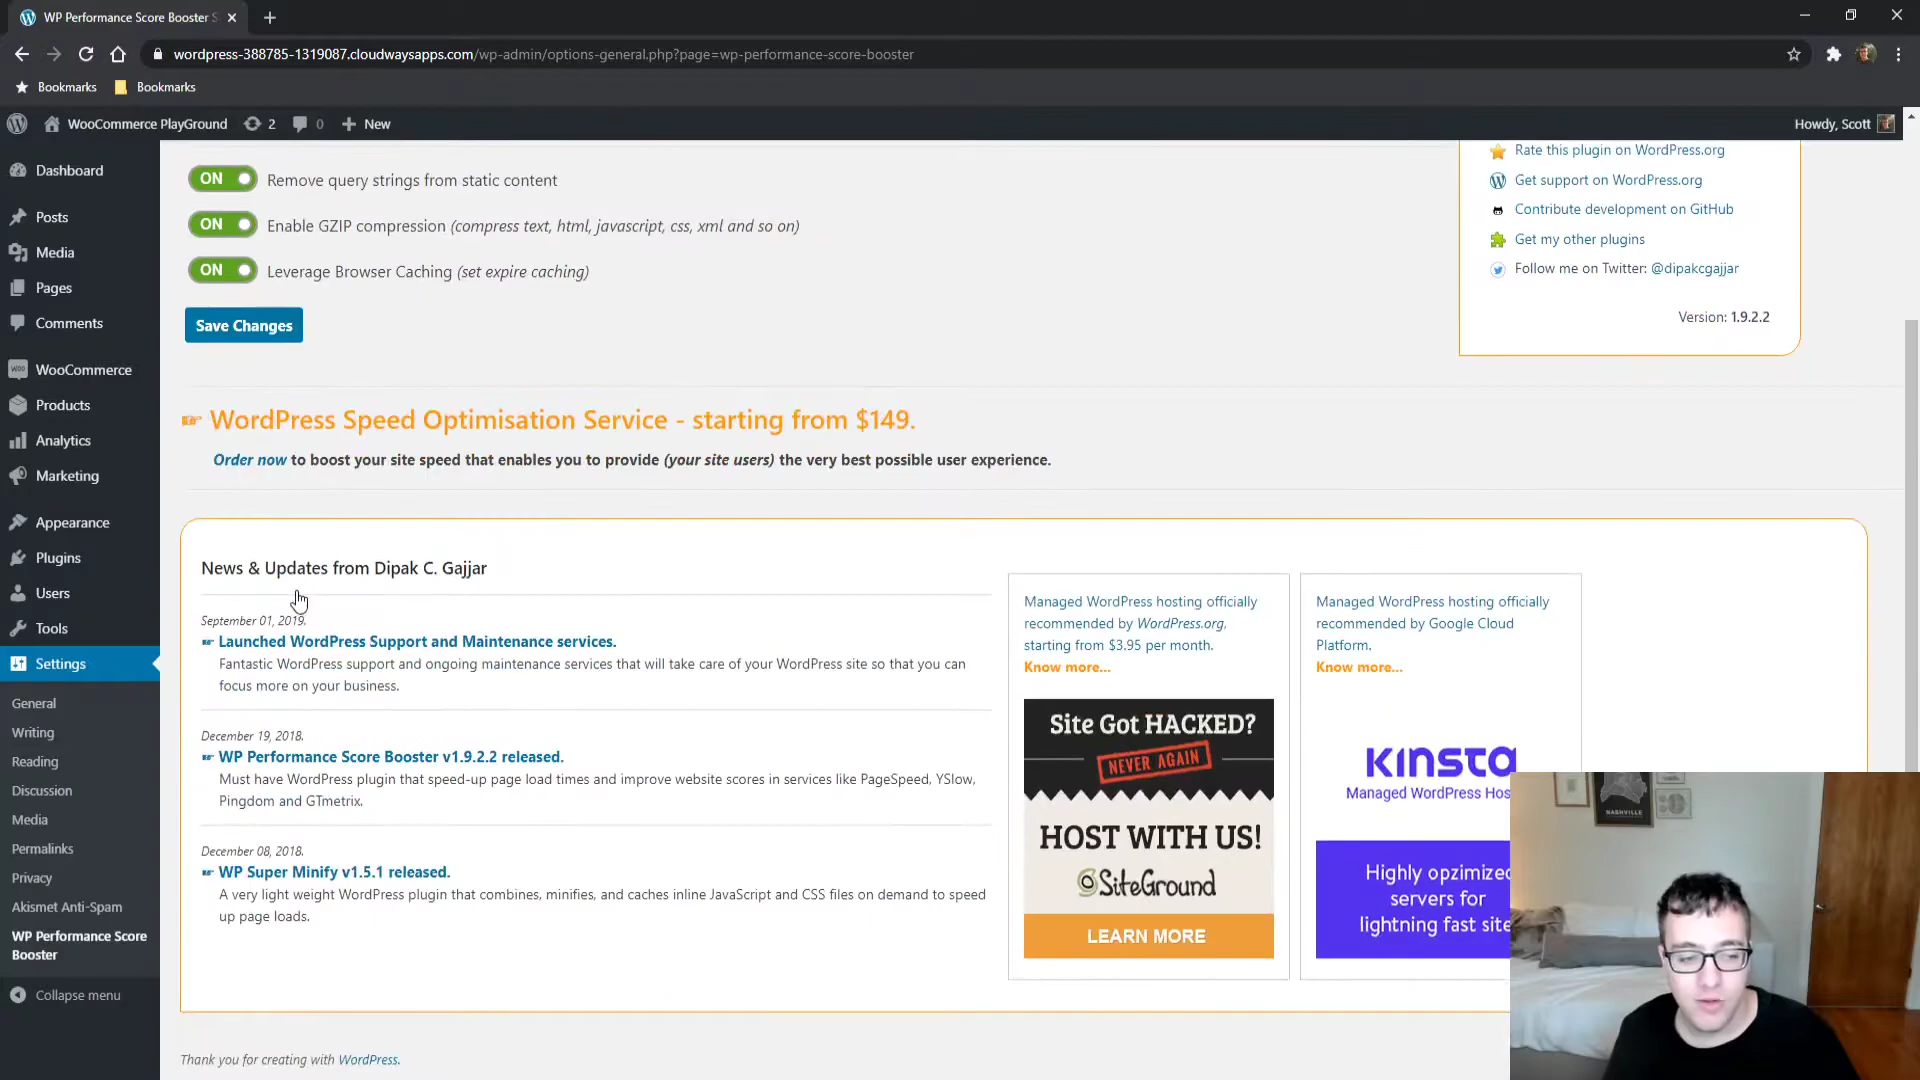 WP Performance Score Booster S
wordpress-388785-1319087.cloudwaysapps.com/wp-admin/options-general.php?page=wp-performance-score-booster
Bookmarks
Bookmarks
WooCommerce PlayGround
2
0
New
Howdy, Scott
Dashboard
Posts
Media
Pages
Comments
WooCommerce
Products
Analytics
Marketing
Appearance
Plugins
Users
Tools
Settings
General
Writing
Reading
Discussion
Media
Permalinks
Privacy
Akismet Anti-Spam
WP Performance Score
Booster
Collapse menu
ON Remove query strings from static content
ON Enable GZIP compression (compress text, html, javascript, css, xml and so on)
ON Leverage Browser Caching (set expire caching)
Save Changes
Rate this plugin on WordPress.org
Get support on WordPress.org
Contribute development on GitHub
Get my other plugins
Follow me on Twitter: @dipakcgajjar
Version: 1.9.2.2
WordPress Speed Optimisation Service - starting from $149.
Order now to boost your site speed that enables you to provide (your site users) the very best possible user experience.
News & Updates from Dipak C. Gajjar
September 01, 2019.
Launched WordPress Support and Maintenance services.
Fantastic WordPress support and ongoing maintenance services that will take care of your WordPress site so that you can
focus more on your business.
December 19, 2018.
WP Performance Score Booster v1.9.2.2 released.
Must have WordPress plugin that speed-up page load times and improve website scores in services like PageSpeed, YSlow,
Pingdom and GTmetrix.
December 08, 2018.
WP Super Minify v1.5.1 released.
A very light weight WordPress plugin that combines, minifies, and caches inline JavaScript and CSS files on demand to speed
up page loads.
Managed WordPress hosting officially
recommended by WordPress.org,
starting from $3.95 per month.
Know more...
Site Got HACKED?
NEVER AGAIN
HOST WITH US!
SiteGround
LEARN MORE
Managed WordPress hosting officially
recommended by Google Cloud
Platform.
Know more...
KINSTA
Managed WordPress Hos
Highly opzimized
servers for
lightning fast site
NASHVILLE
Thank you for creating with WordPress.